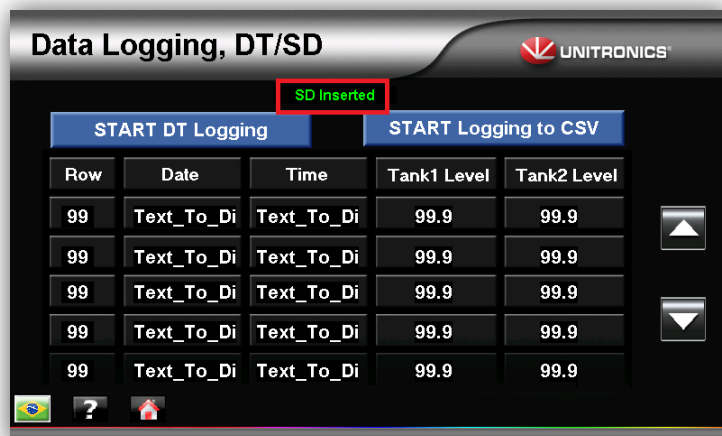 Data Logging, DT/SD
UNITRONICS®
SD Inserted
START DT Logging START Logging to CSV
Row Date Time Tank1 Level Tank2 Level
99 Text_To_Di Text_To_Di 99.9 99.9
99 Text_To_Di Text_To_Di 99.9 99.9
99 Text_To_Di Text_To_Di 99.9 99.9
99 Text_To_Di Text_To_Di 99.9 99.9
99 Text_To_Di Text_To_Di 99.9 99.9
?